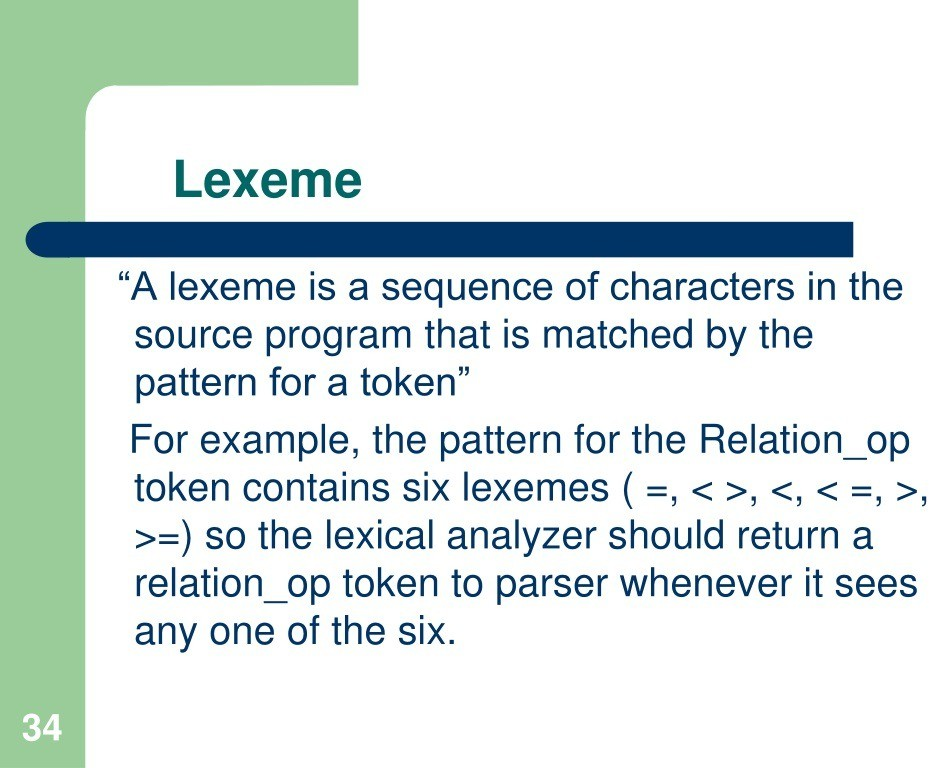 Lexeme
“A lexeme is a sequence of characters in the
source program that is matched by the
pattern for a token”
For example, the pattern for the Relation_op
token contains six lexemes ( =, < >, <, < =, >,
>=) so the lexical analyzer should return a
relation_op token to parser whenever it sees
any one of the six.
34